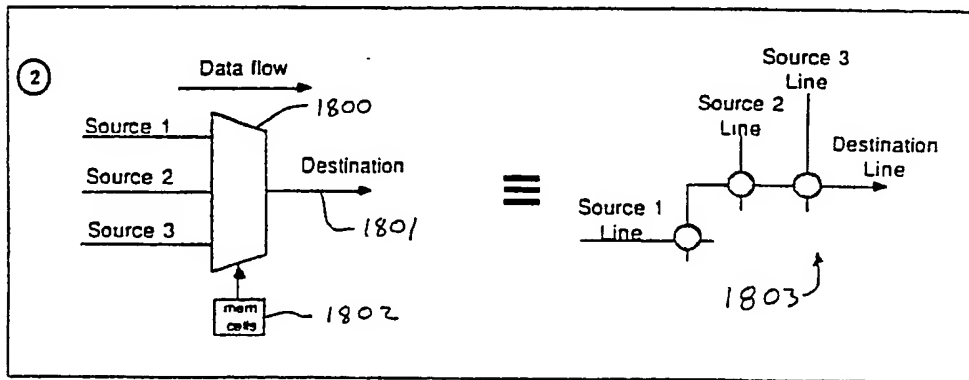 2
Data flow
1800
Source 1
Source 2
Source 3
Destination
1801
mem
cells
1802
≡
Source 3
Line
Source 2
Line
Destination
Line
Source 1
Line
1803